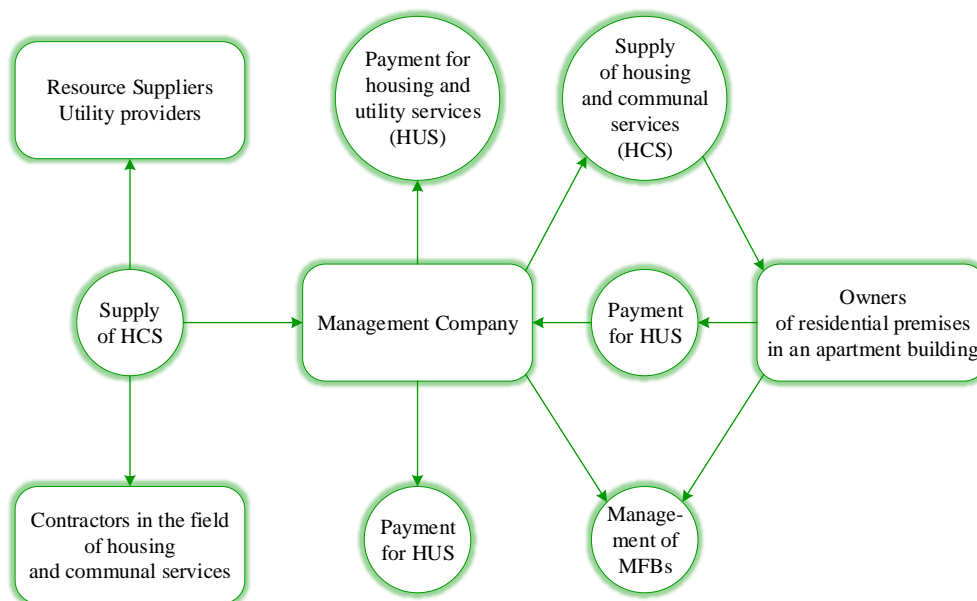 Resource Suppliers
Utility providers
Payment for
housing and
utility services
(HUS)
Supply
of housing
and communal
services
(HCS)
Supply
of HCS
Management Company
Payment
for HUS
Owners
of residential premises
in an apartment building
Contractors in the field
of housing
and communal services
Payment
for HUS
Manage-
ment of
MFBs